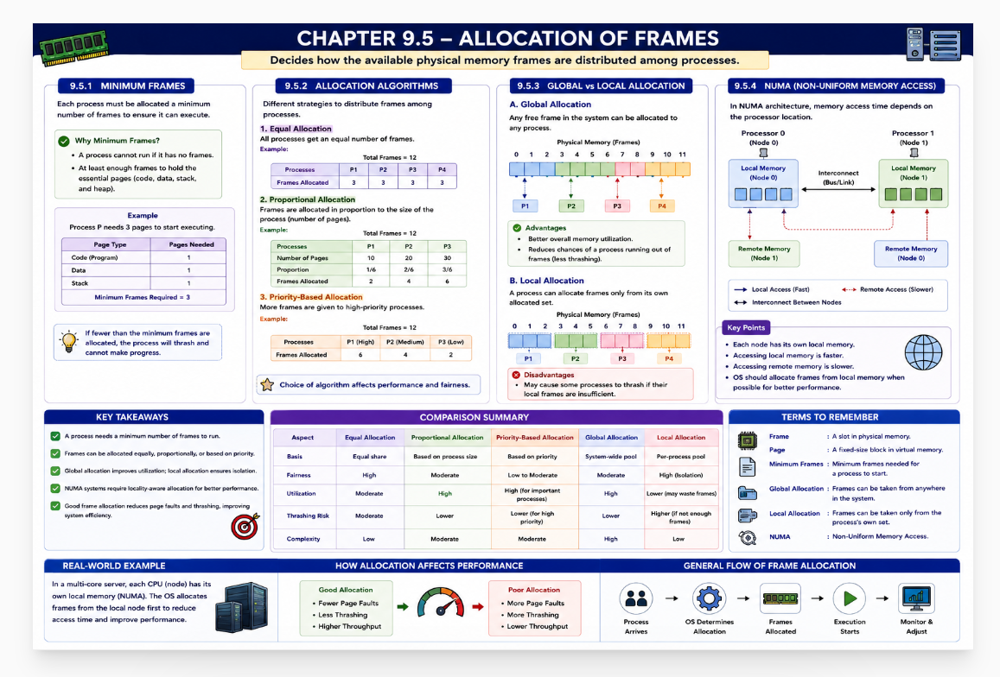 CHAPTER 9.5 – ALLOCATION OF FRAMES
Decides how the available physical memory frames are distributed among processes.
9.5.1 MINIMUM FRAMES
Each process must be allocated a minimum
number of frames to ensure it can execute.
Why Minimum Frames?
• A process cannot run if it has no frames.
• At least enough frames to hold the
essential pages (code, data, stack,
and heap).
Example
Process P needs 3 pages to start executing.
Page Type Pages Needed
Code (Program) 1
Data 1
Stack 1
Minimum Frames Required = 3
If fewer than the minimum frames are
allocated, the process will thrash and
cannot make progress.
9.5.2 ALLOCATION ALGORITHMS
Different strategies to distribute frames among
processes.
1. Equal Allocation
All processes get an equal number of frames.
Example:
Total Frames = 12
Processes P1 P2 P3 P4
Frames Allocated 3 3 3 3
2. Proportional Allocation
Frames are allocated in proportion to the size of the
process (number of pages).
Example:
Total Frames = 12
Processes P1 P2 P3
Number of Pages 10 20 30
Proportion 1/6 2/6 3/6
Frames Allocated 2 4 6
3. Priority-Based Allocation
More frames are given to high-priority processes.
Example:
Total Frames = 12
Processes P1 (High) P2 (Medium) P3 (Low)
Frames Allocated 6 4 2
Choice of algorithm affects performance and fairness.
9.5.3 GLOBAL vs LOCAL ALLOCATION
A. Global Allocation
Any free frame in the system can be allocated to
any process.
Physical Memory (Frames)
0 1 2 3 4 5 6 7 8 9 10 11
P1 P2 P3 P4
Advantages
• Better overall memory utilization.
• Reduces chances of a process running out of
frames (less thrashing).
B. Local Allocation
A process can allocate frames only from its own
allocated set.
Physical Memory (Frames)
0 1 2 3 4 5 6 7 8 9 10 11
P1 P2 P3 P4
Disadvantages
• May cause some processes to thrash if their
local frames are insufficient.
9.5.4 NUMA (NON-UNIFORM MEMORY ACCESS)
In NUMA architecture, memory access time depends on
the processor location.
Processor 0
(Node 0)
Processor 1
(Node 1)
Local Memory
(Node 0)
Interconnect
(Bus/Link)
Local Memory
(Node 1)
Remote Memory
(Node 1)
Remote Memory
(Node 0)
Local Access (Fast)
Remote Access (Slower)
Interconnect Between Nodes
Key Points
• Each node has its own local memory.
• Accessing local memory is faster.
• Accessing remote memory is slower.
• OS should allocate frames from local memory when
possible for better performance.
KEY TAKEAWAYS
A process needs a minimum number of frames to run.
Frames can be allocated equally, proportionally, or based on priority.
Global allocation improves utilization; local allocation ensures isolation.
NUMA systems require locality-aware allocation for better performance.
Good frame allocation reduces page faults and thrashing, improving
system efficiency.
COMPARISON SUMMARY
Aspect Equal Allocation Proportional Allocation Priority-Based Allocation Global Allocation Local Allocation
Basis Equal share Based on process size Based on priority System-wide pool Per-process pool
Fairness High Moderate Low to Moderate Moderate High (Isolation)
Utilization Moderate High High (for important processes) High Lower (may waste frames)
Thrashing Risk Moderate Lower Lower (for high priority) Lower Higher (if not enough frames)
Complexity Low Moderate Moderate High Low
TERMS TO REMEMBER
Frame : A slot in physical memory.
Page : A fixed-size block in virtual memory.
Minimum Frames : Minimum frames needed for
a process to start.
Global Allocation : Frames can be taken from anywhere
in the system.
Local Allocation : Frames can be taken only from the
process's own set.
NUMA : Non-Uniform Memory Access.
REAL-WORLD EXAMPLE
In a multi-core server, each CPU (node) has its
own local memory (NUMA). The OS allocates
frames from the local node first to reduce
access time and improve performance.
HOW ALLOCATION AFFECTS PERFORMANCE
Good Allocation
• Fewer Page Faults
• Less Thrashing
• Higher Throughput
Poor Allocation
• More Page Faults
• More Thrashing
• Lower Throughput
GENERAL FLOW OF FRAME ALLOCATION
Process
Arrives
OS Determines
Allocation
Frames
Allocated
Execution
Starts
Monitor &
Adjust